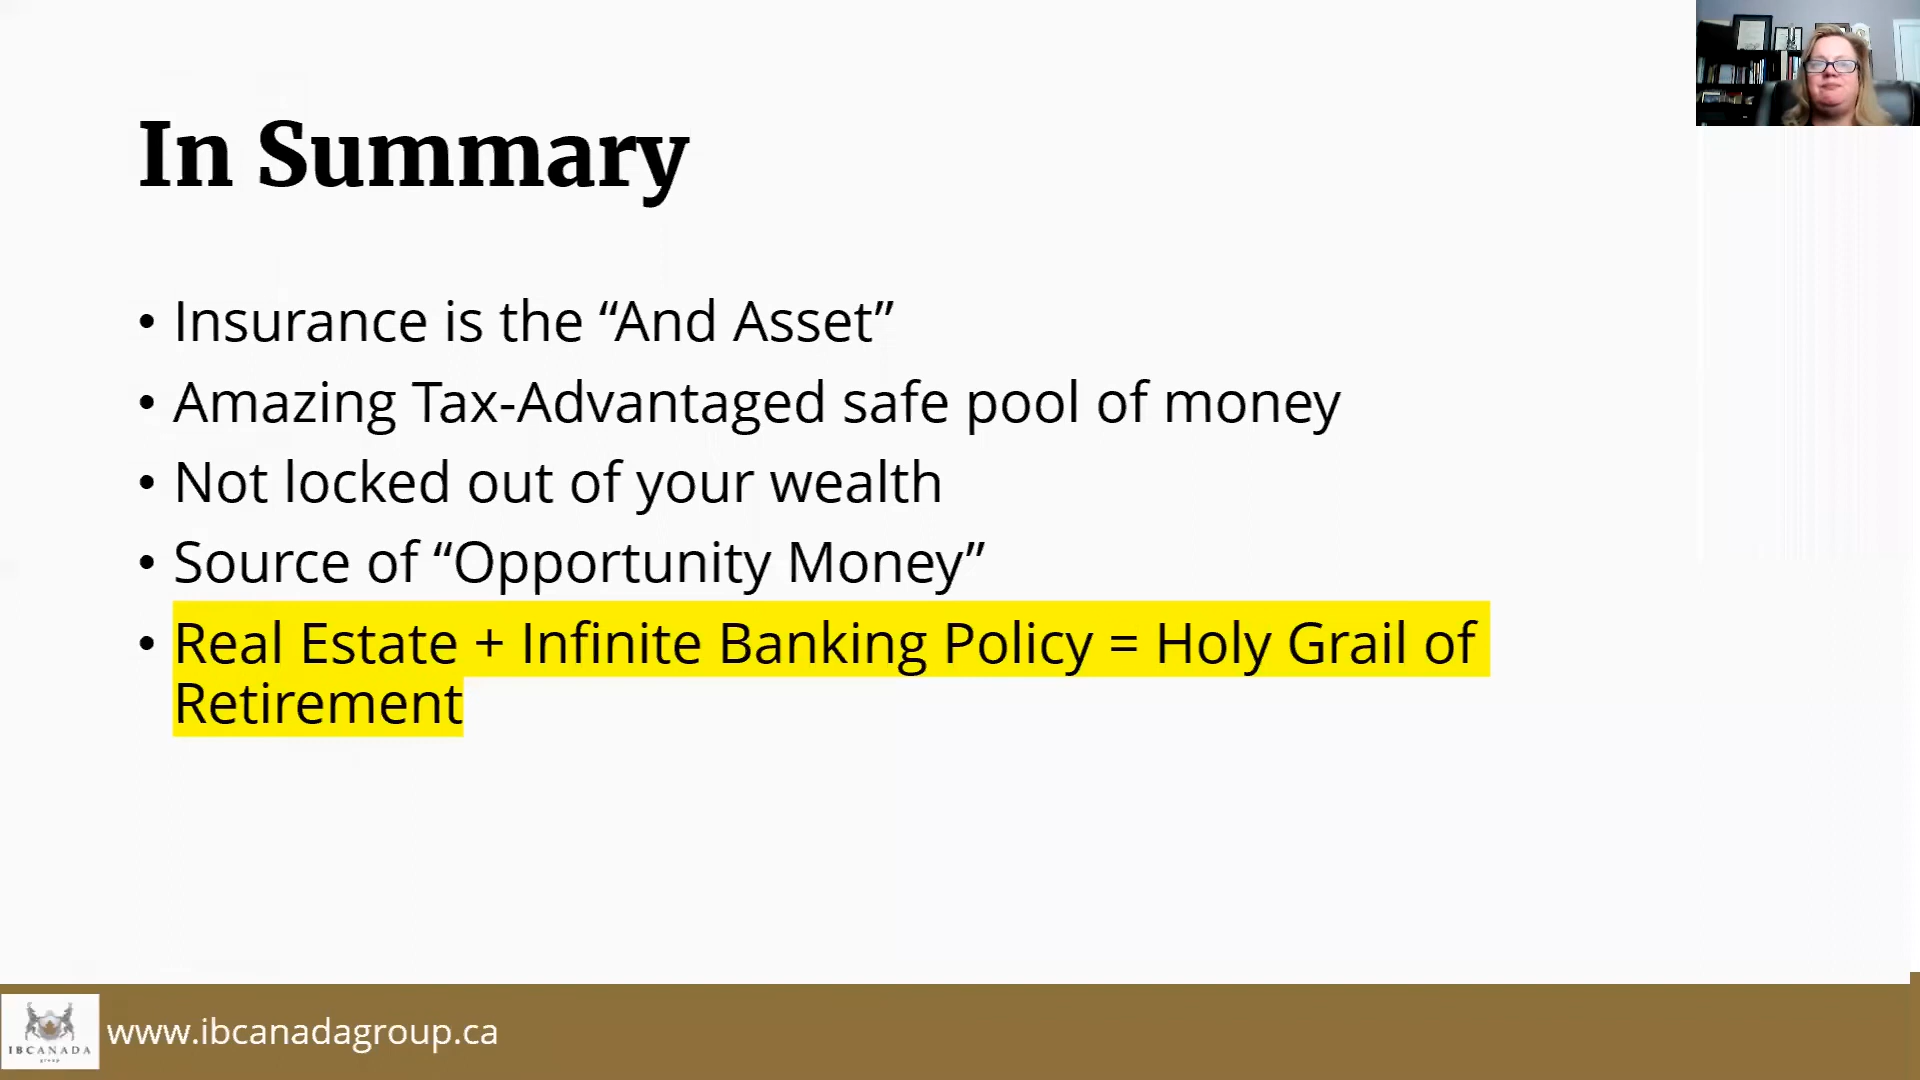 In Summary
• Insurance is the “And Asset”
• Amazing Tax-Advantaged safe pool of money
• Not locked out of your wealth
• Source of “Opportunity Money”
• Real Estate + Infinite Banking Policy = Holy Grail of
Retirement
IBCANADA
group
www.ibcanadagroup.ca